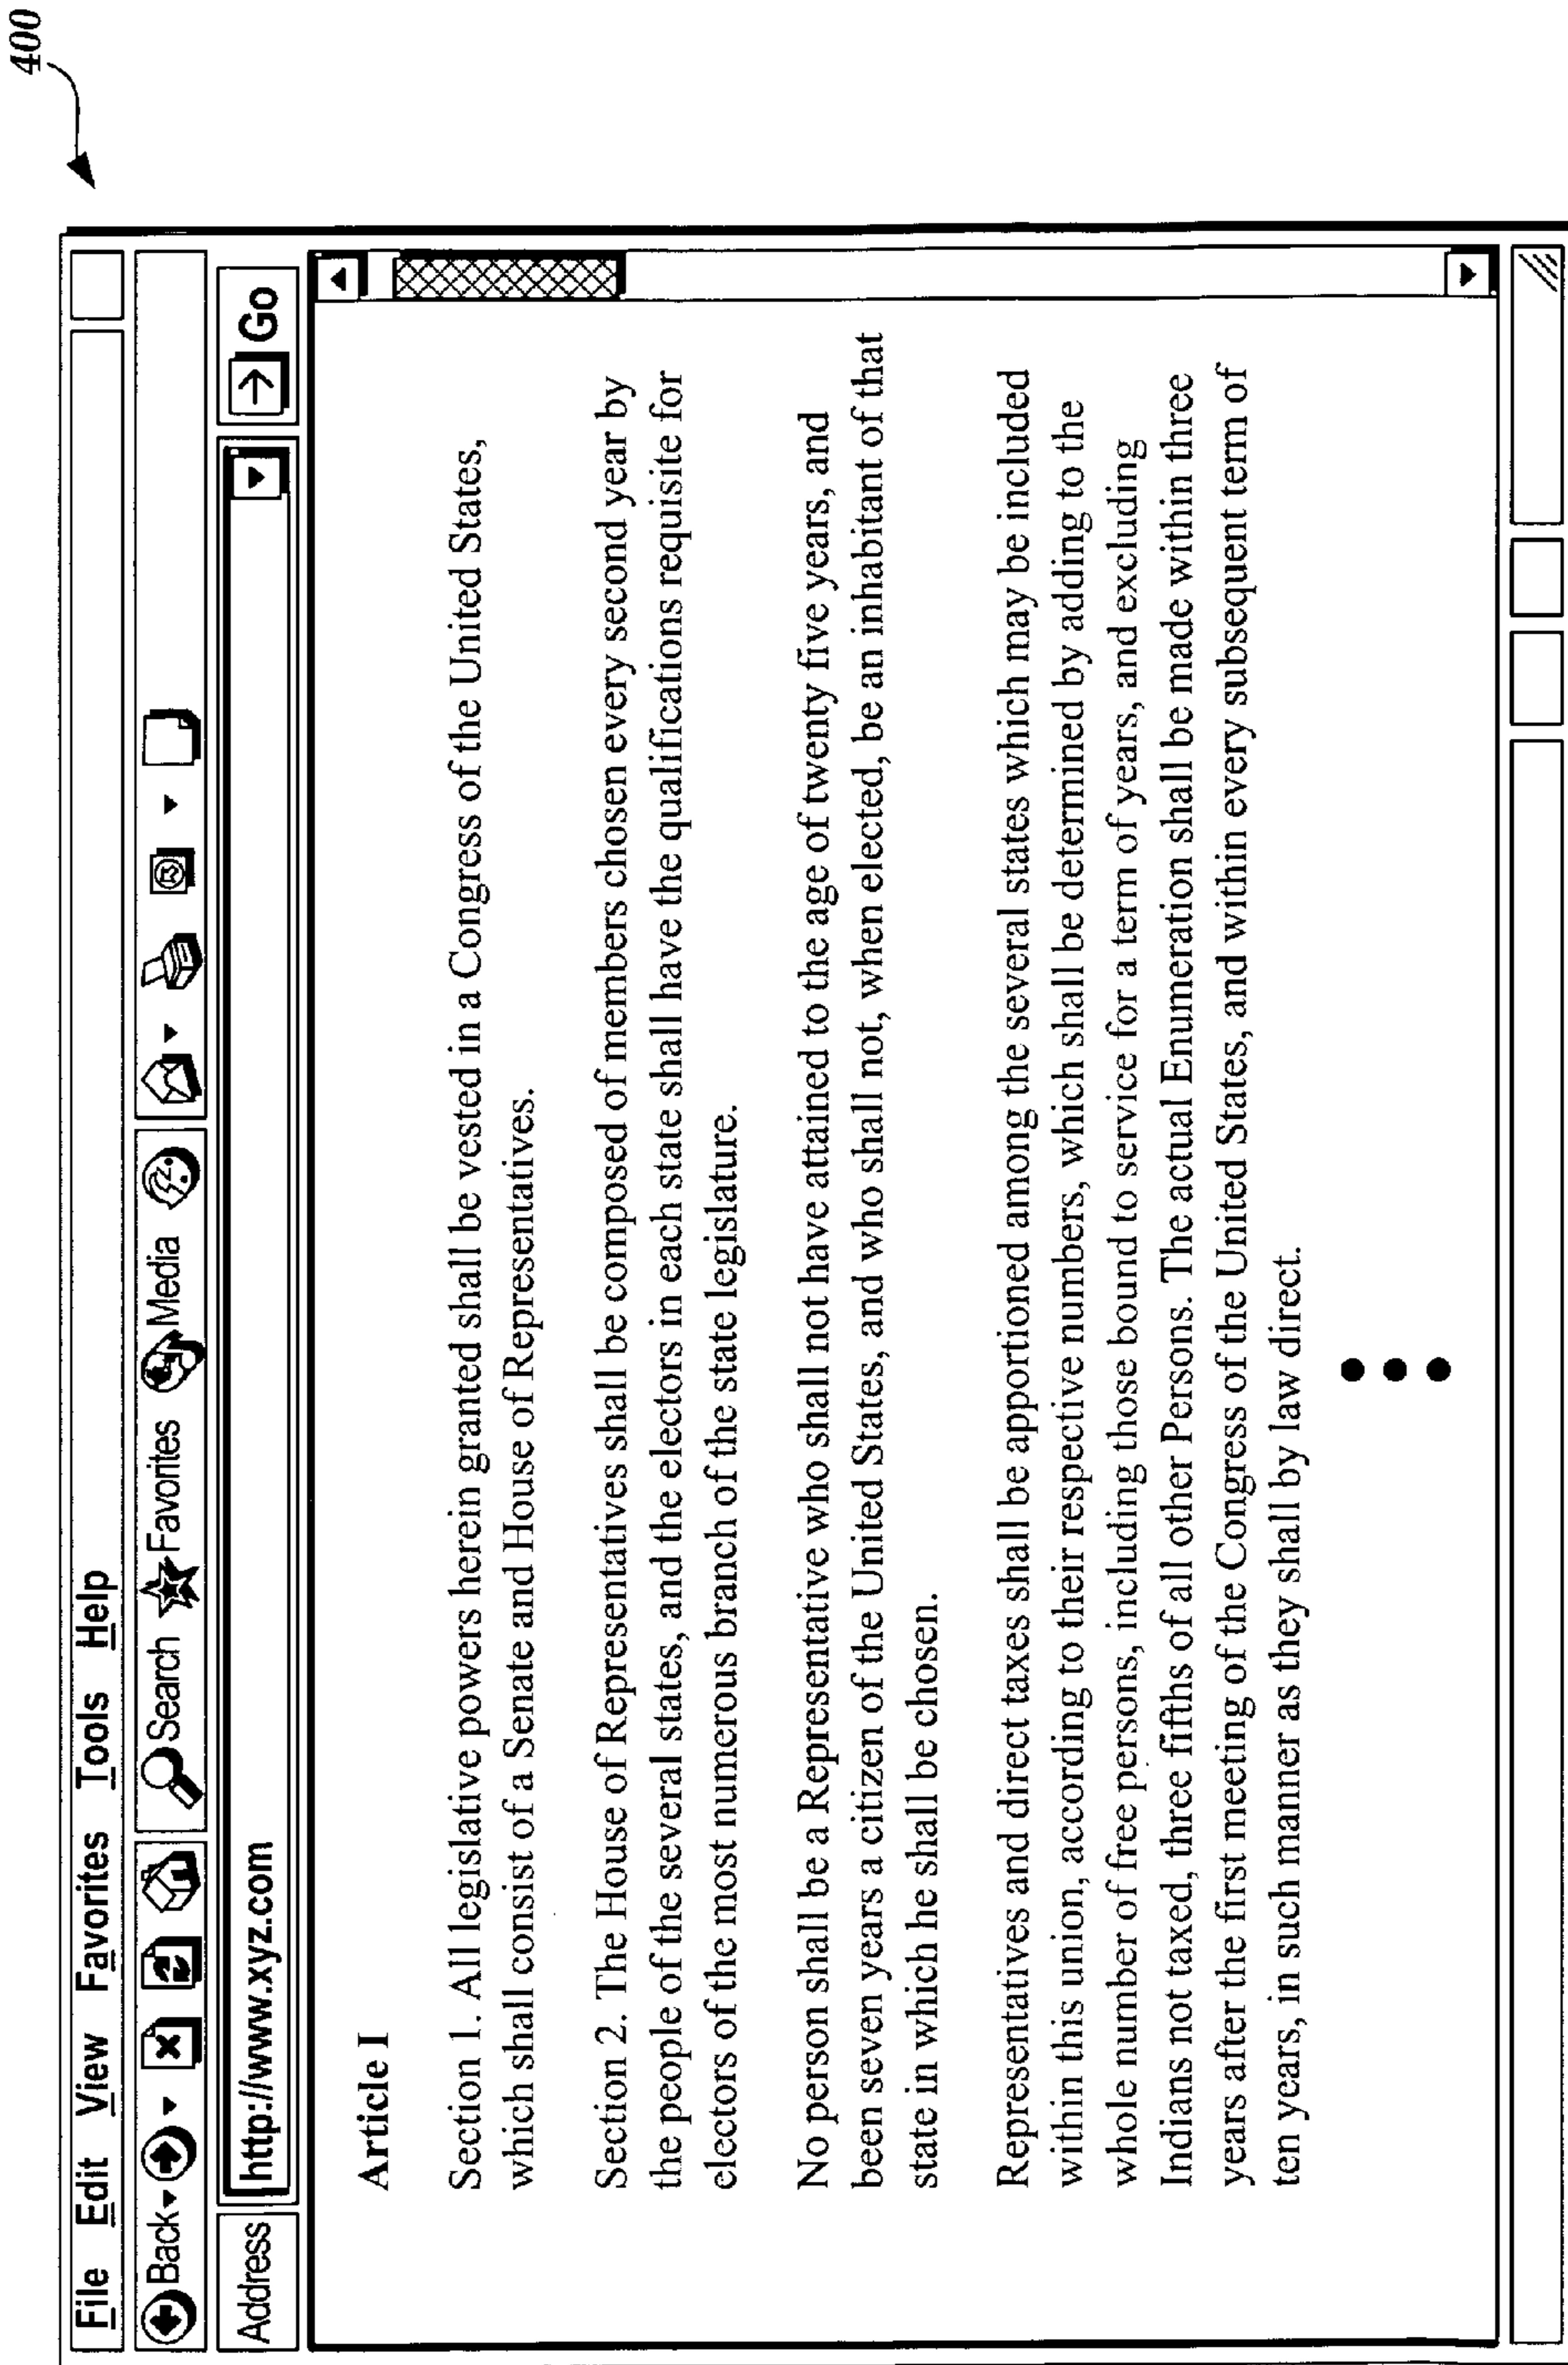 400
File Edit View Favorites Tools Help
Back Search Favorites Media
Address http://www.xyz.com Go
Article I
Section 1. All legislative powers herein granted shall be vested in a Congress of the United States,
which shall consist of a Senate and House of Representatives.
Section 2. The House of Representatives shall be composed of members chosen every second year by
the people of the several states, and the electors in each state shall have the qualifications requisite for
electors of the most numerous branch of the state legislature.
No person shall be a Representative who shall not have attained to the age of twenty five years, and
been seven years a citizen of the United States, and who shall not, when elected, be an inhabitant of that
state in which he shall be chosen.
Representatives and direct taxes shall be apportioned among the several states which may be included
within this union, according to their respective numbers, which shall be determined by adding to the
whole number of free persons, including those bound to service for a term of years, and excluding
Indians not taxed, three fifths of all other Persons. The actual Enumeration shall be made within three
years after the first meeting of the Congress of the United States, and within every subsequent term of
ten years, in such manner as they shall by law direct.